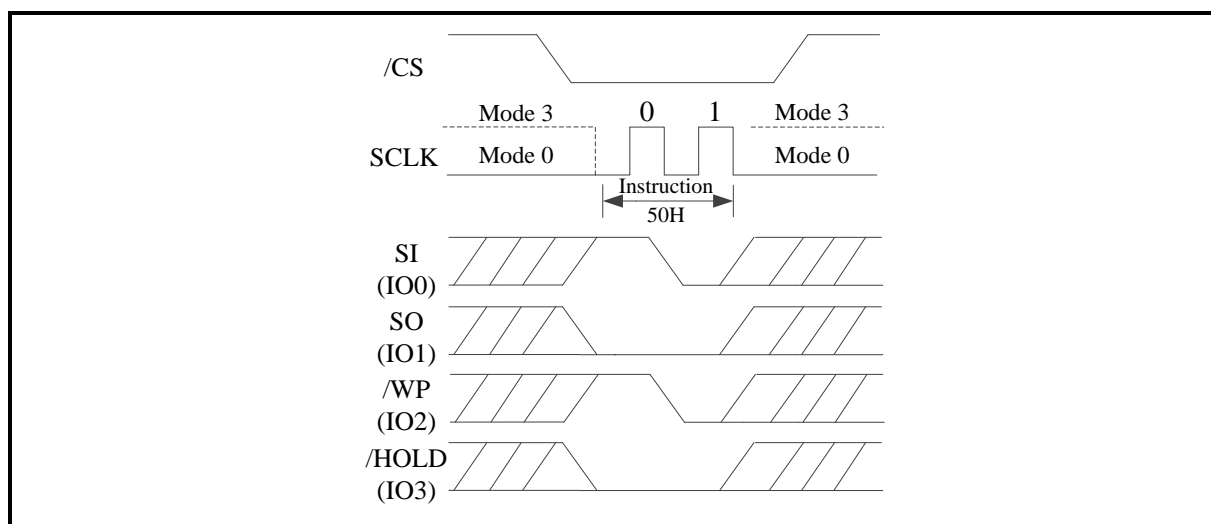 /CS
Mode 3 0 1 Mode 3
SCLK Mode 0 Mode 0
Instruction
50H
SI
(IO0)
SO
(IO1)
/WP
(IO2)
/HOLD
(IO3)